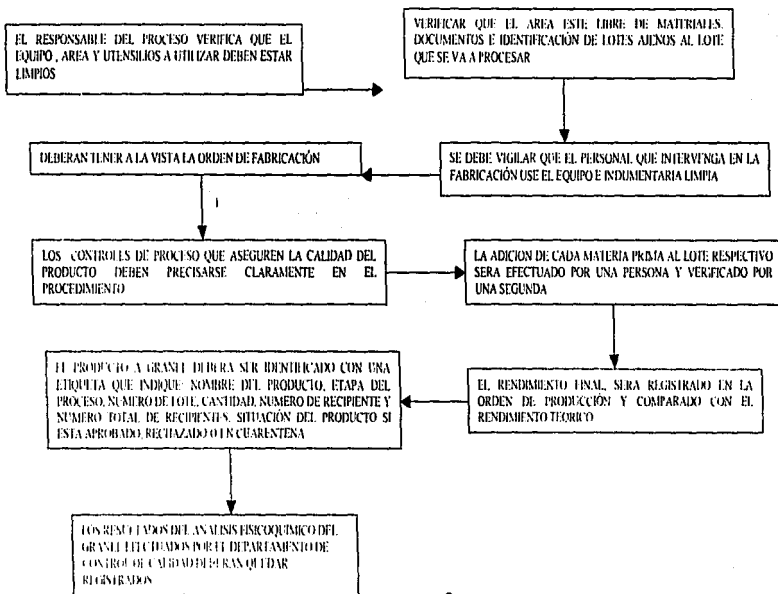 EL RESPONSABLE DEL PROCESO VERIFICA QUE EL
EQUIPO , AREA Y UTENSILIOS A UTILIZAR DEBEN ESTAR
LIMPIOS
VERIFICAR QUE EL AREA ESTE LIBRE DE MATERIALES,
DOCUMENTOS E IDENTIFICACIÓN DE LOTES AJENOS AL LOTE
QUE SE VA A PROCESAR
SE DEBE VIGILAR QUE EL PERSONAL QUE INTERVENGA EN LA
FABRICACIÓN USE EL EQUIPO E INDUMENTARIA LIMPIA
DEBERAN TENER A LA VISTA LA ORDEN DE FABRICACIÓN
LOS CONTROLES DE PROCESO QUE ASEGUREN LA CALIDAD DEL
PRODUCTO DEBEN PRECISARSE CLARAMENTE EN EL
PROCEDIMIENTO
LA ADICION DE CADA MATERIA PRIMA AL LOTE RESPECTIVO
SERA EFECTUADO POR UNA PERSONA Y VERIFICADO POR
UNA SEGUNDA
EL RENDIMIENTO FINAL, SERA REGISTRADO EN LA
ORDEN DE PRODUCCIÓN Y COMPARADO CON EL
RENDIMIENTO TEORICO
EL PRODUCTO A GRANEL DEBERA SER IDENTIFICADO CON UNA
ETIQUETA QUE INDIQUE: NOMBRE DEL PRODUCTO, ETAPA DEL
PROCESO, NUMERO DE LOTE, CANTIDAD, NUMERO DE RECIPIENTE Y
NUMERO TOTAL DE RECIPIENTES, SITUACIÓN DEL PRODUCTO SI
ESTA APROBADO, RECHAZADO O EN CUARENTENA
LOS RESULTADOS DEL ANALISIS FISICOQUIMICO DEL
GRANEL EFECTUADOS POR EL DEPARTAMENTO DE
CONTROL DE CALIDAD DEBERAN QUEDAR
REGISTRADOS